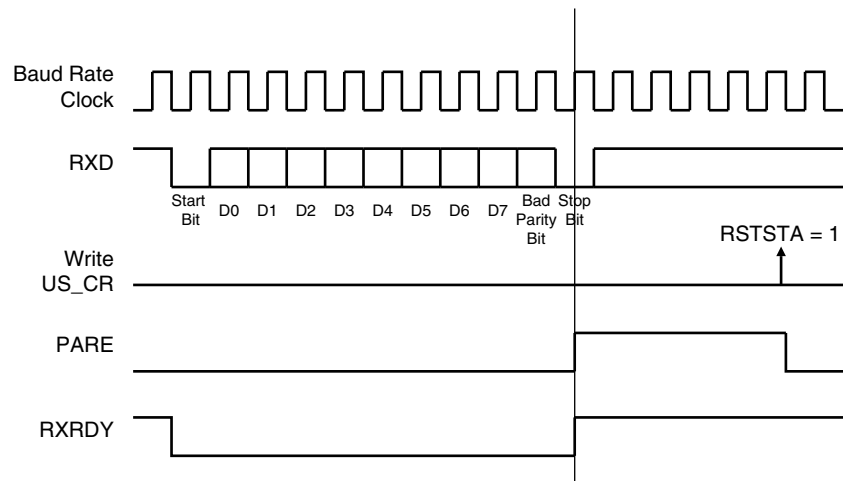 Baud Rate
Clock
RXD
Start
Bit
D0
D1
D2
D3
D4
D5
D6
D7
Bad
Parity
Bit
Stop
Bit
RSTSTA = 1
Write
US_CR
PARE
RXRDY